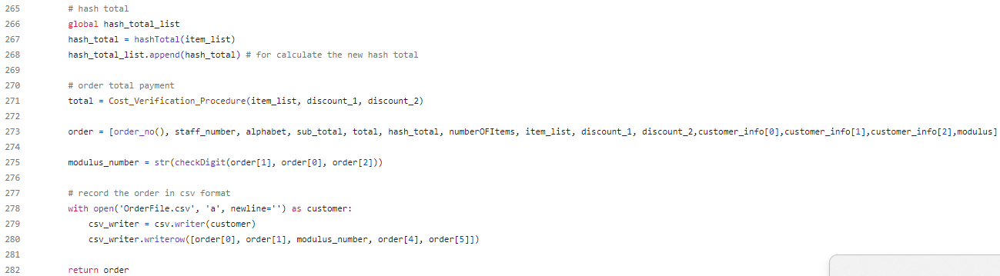 265 # hash total
266 global hash_total_list
267 hash_total = hashTotal(item_list)
268 hash_total_list.append(hash_total) # for calculate the new hash total
269
270 # order total payment
271 total = Cost_Verification_Procedure(item_list, discount_1, discount_2)
272
273 order = [order_no(), staff_number, alphabet, sub_total, total, hash_total, numberOFItems, item_list, discount_1, discount_2,customer_info[0],customer_info[1],customer_info[2],modulus]
274
275 modulus_number = str(checkDigit(order[1], order[0], order[2]))
276
277 # record the order in csv format
278 with open('OrderFile.csv', 'a', newline='') as customer:
279 csv_writer = csv.writer(customer)
280 csv_writer.writerow([order[0], order[1], modulus_number, order[4], order[5]])
281
282 return order